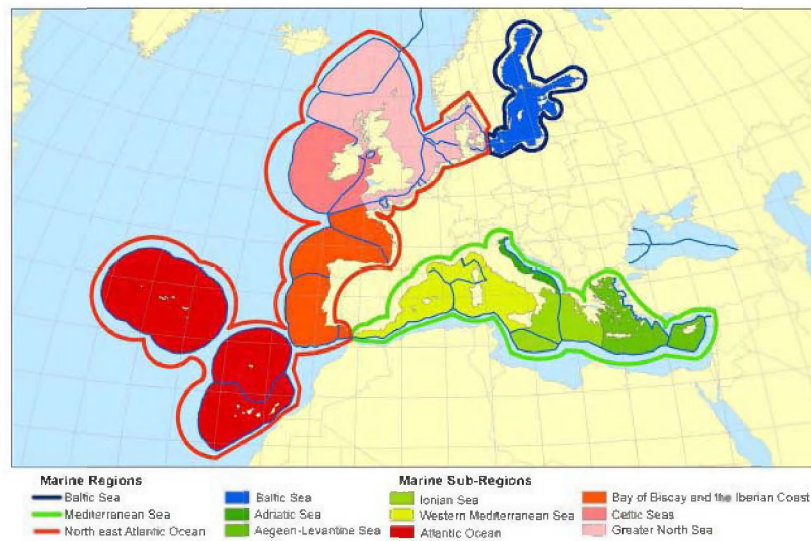 Marine Regions
Baltic Sea
Mediterranean Sea
North east Atlantic Ocean
Marine Sub-Regions
Baltic Sea
Adriatic Sea
Aegeen-Levantine Sea
Ionian Sea
Western Mediterranean Sea
Atlantic Ocean
Bay of Biscay and the Iberian Coast
Celtic Seas
Greater North Sea